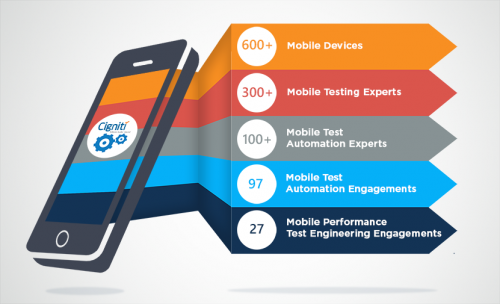 Cigniti
600+
Mobile Devices
300+
Mobile Testing Experts
100+
Mobile Test
Automation Experts
97
Mobile Test
Automation Engagements
27
Mobile Performance
Test Engineering Engagements